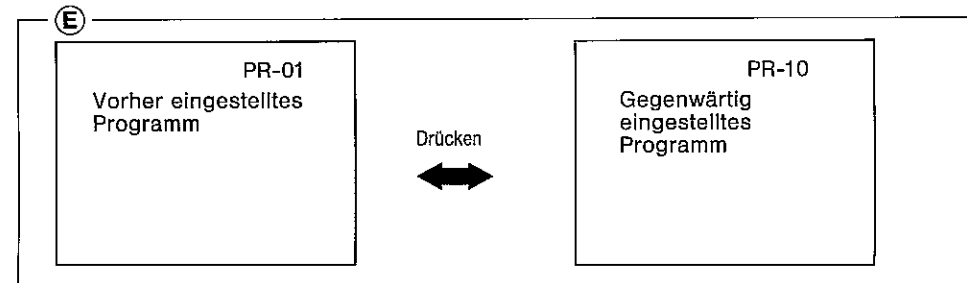 E
PR-01
Vorher eingestelltes
Programm
Drücken
PR-10
Gegenwärtig
eingestelltes
Programm